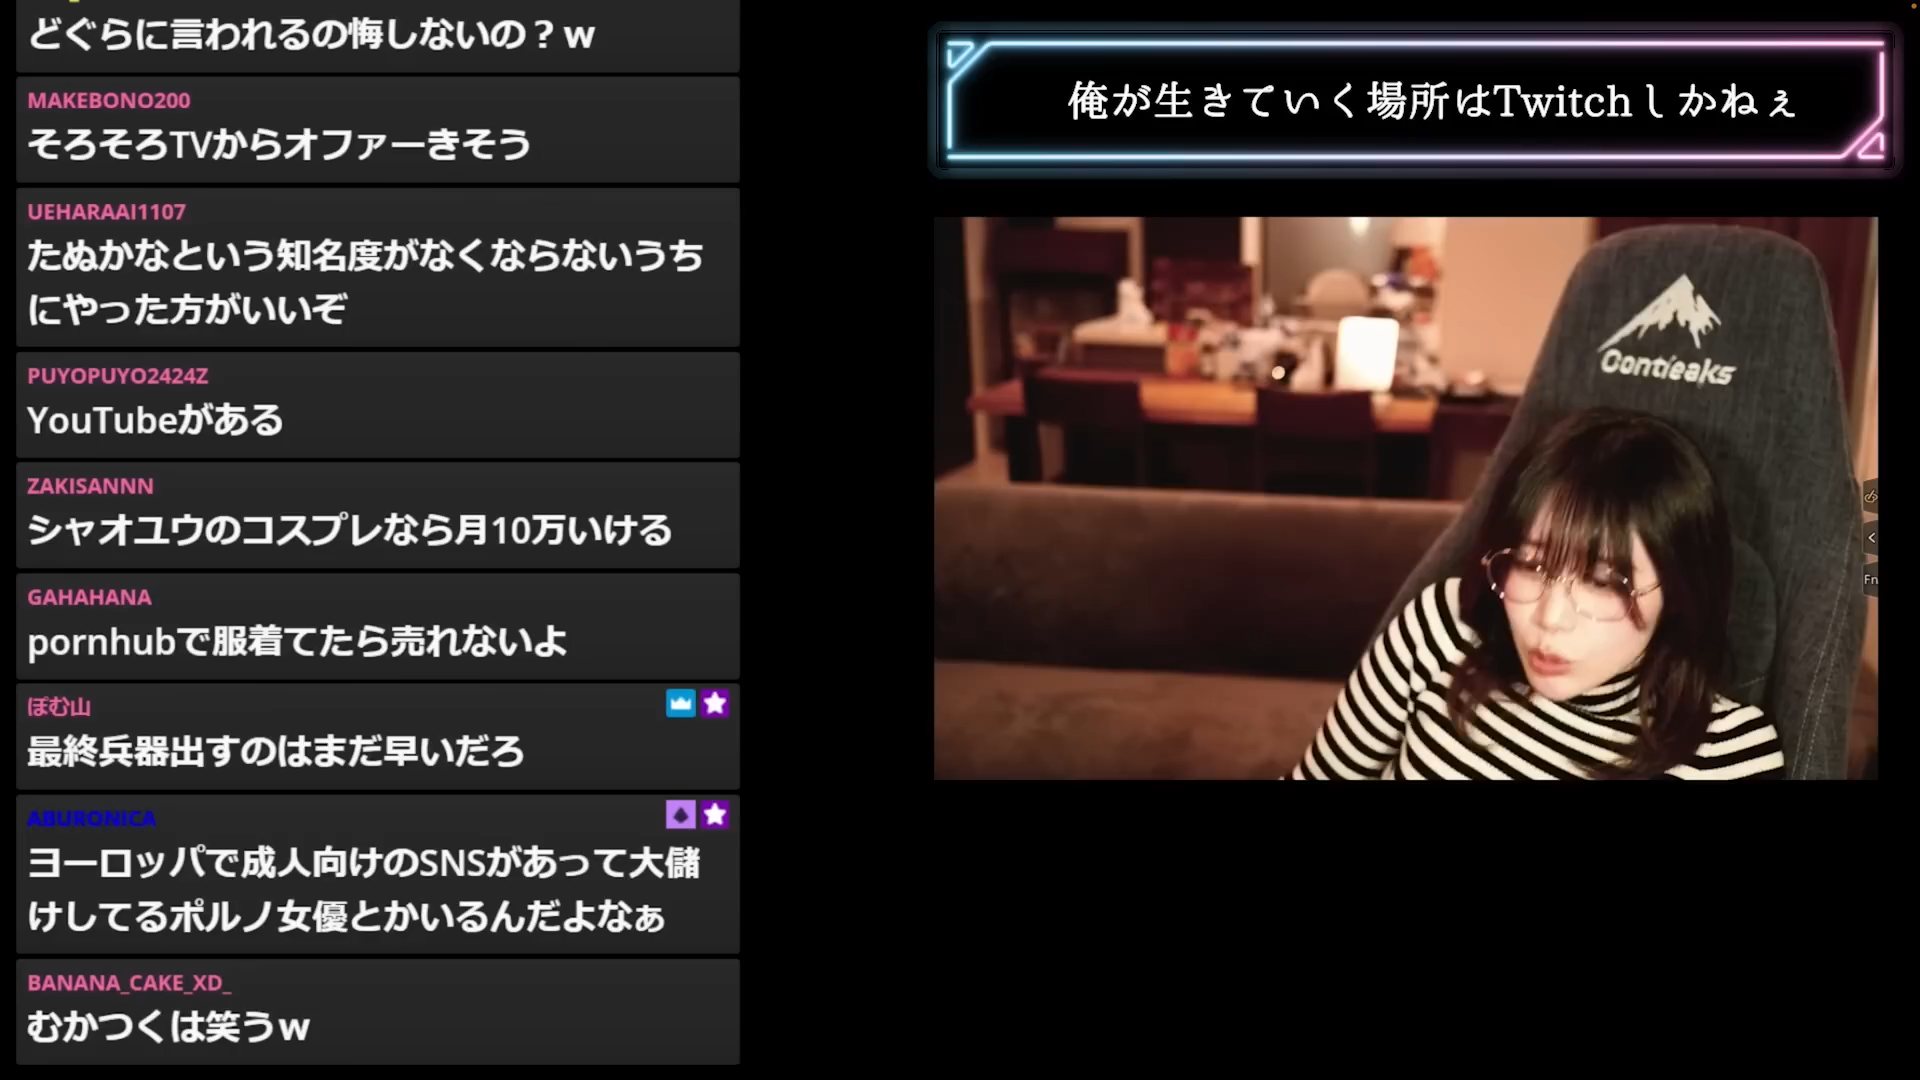 どぐらに言われるの悔しないの？w
MAKEBONO200
そろそろTVからオファーきそう
UEHARAAI1107
たぬかなという知名度がなくならないうち
にやった方がいいぞ
PUYOPUYO2424Z
YouTubeがある
ZAKISANNN
シャオユウのコスプレなら月10万いける
GAHAHANA
pornhubで服着てたら売れないよ
ぽむ山
最終兵器出すのはまだ早いだろ
ABURONICA
ヨーロッパで成人向けのSNSがあって大儲
けしてるポルノ女優とかいるんだよなぁ
BANANA_CAKE_XD_
むかつくは笑うw
俺が生きていく場所はTwitchしかねぇ
Contieaks
Fn